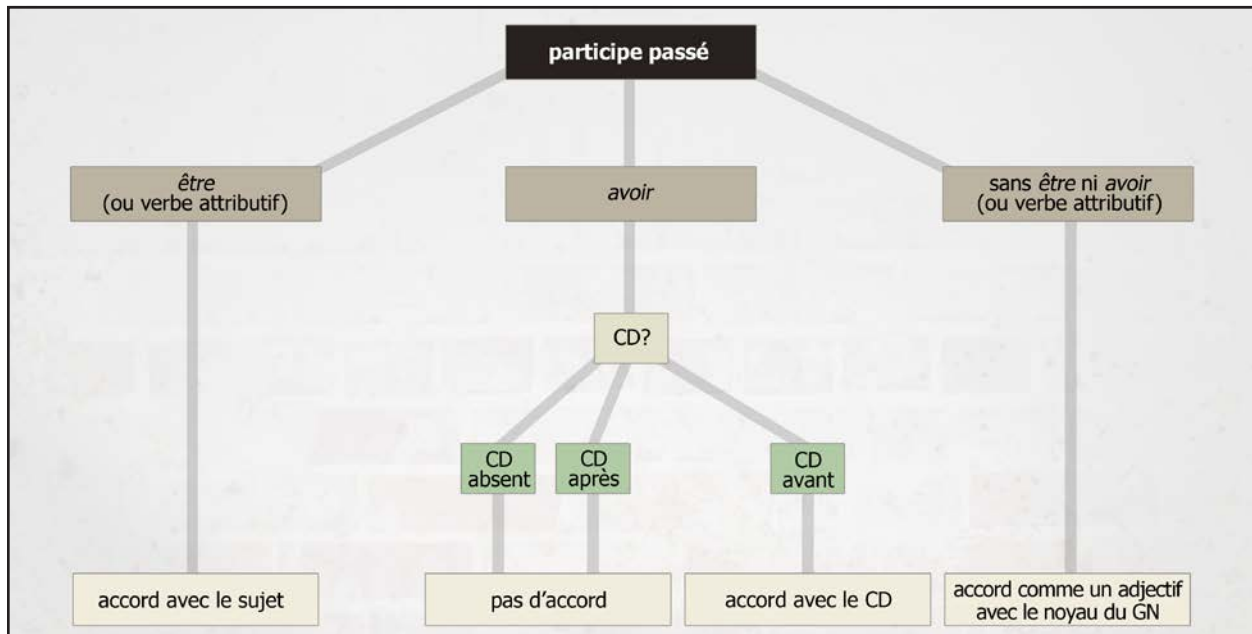 participe passé
être
(ou verbe attributif)
avoir
sans être ni avoir
(ou verbe attributif)
CD?
CD
absent
CD
après
CD
avant
accord avec le sujet
pas d’accord
accord avec le CD
accord comme un adjectif
avec le noyau du GN